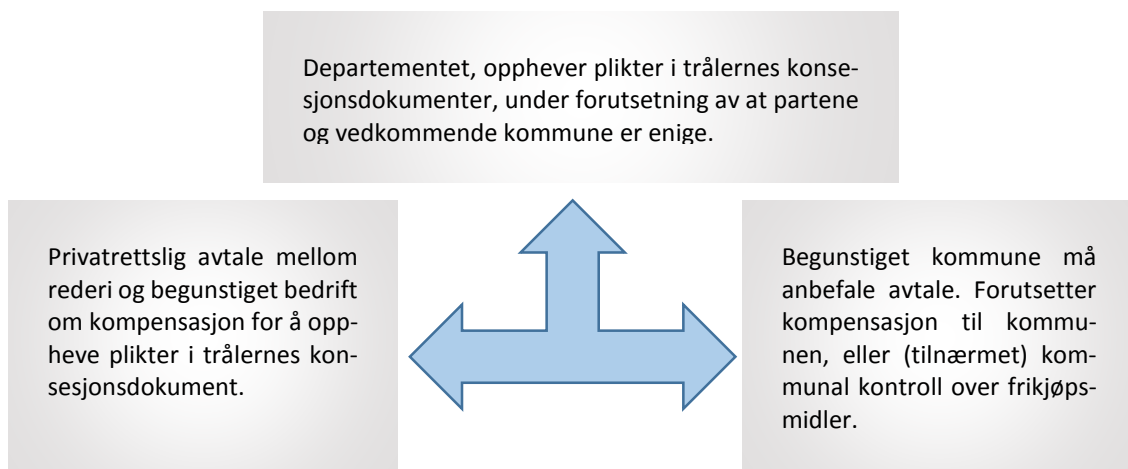 Departementet, opphever plikter i trålernes konse-
sjonsdokumenter, under forutsetning av at partene
og vedkommende kommune er enige.
Privatrettslig avtale mellom
rederi og begunstiget bedrift
om kompensasjon for å opp-
heve plikter i trålernes kon-
sesjonsdokument.
Begunstiget kommune må
anbefale avtale. Forutsetter
kompensasjon til kommu-
nen, eller (tilnærmet) kom-
munal kontroll over frikjøps-
midler.